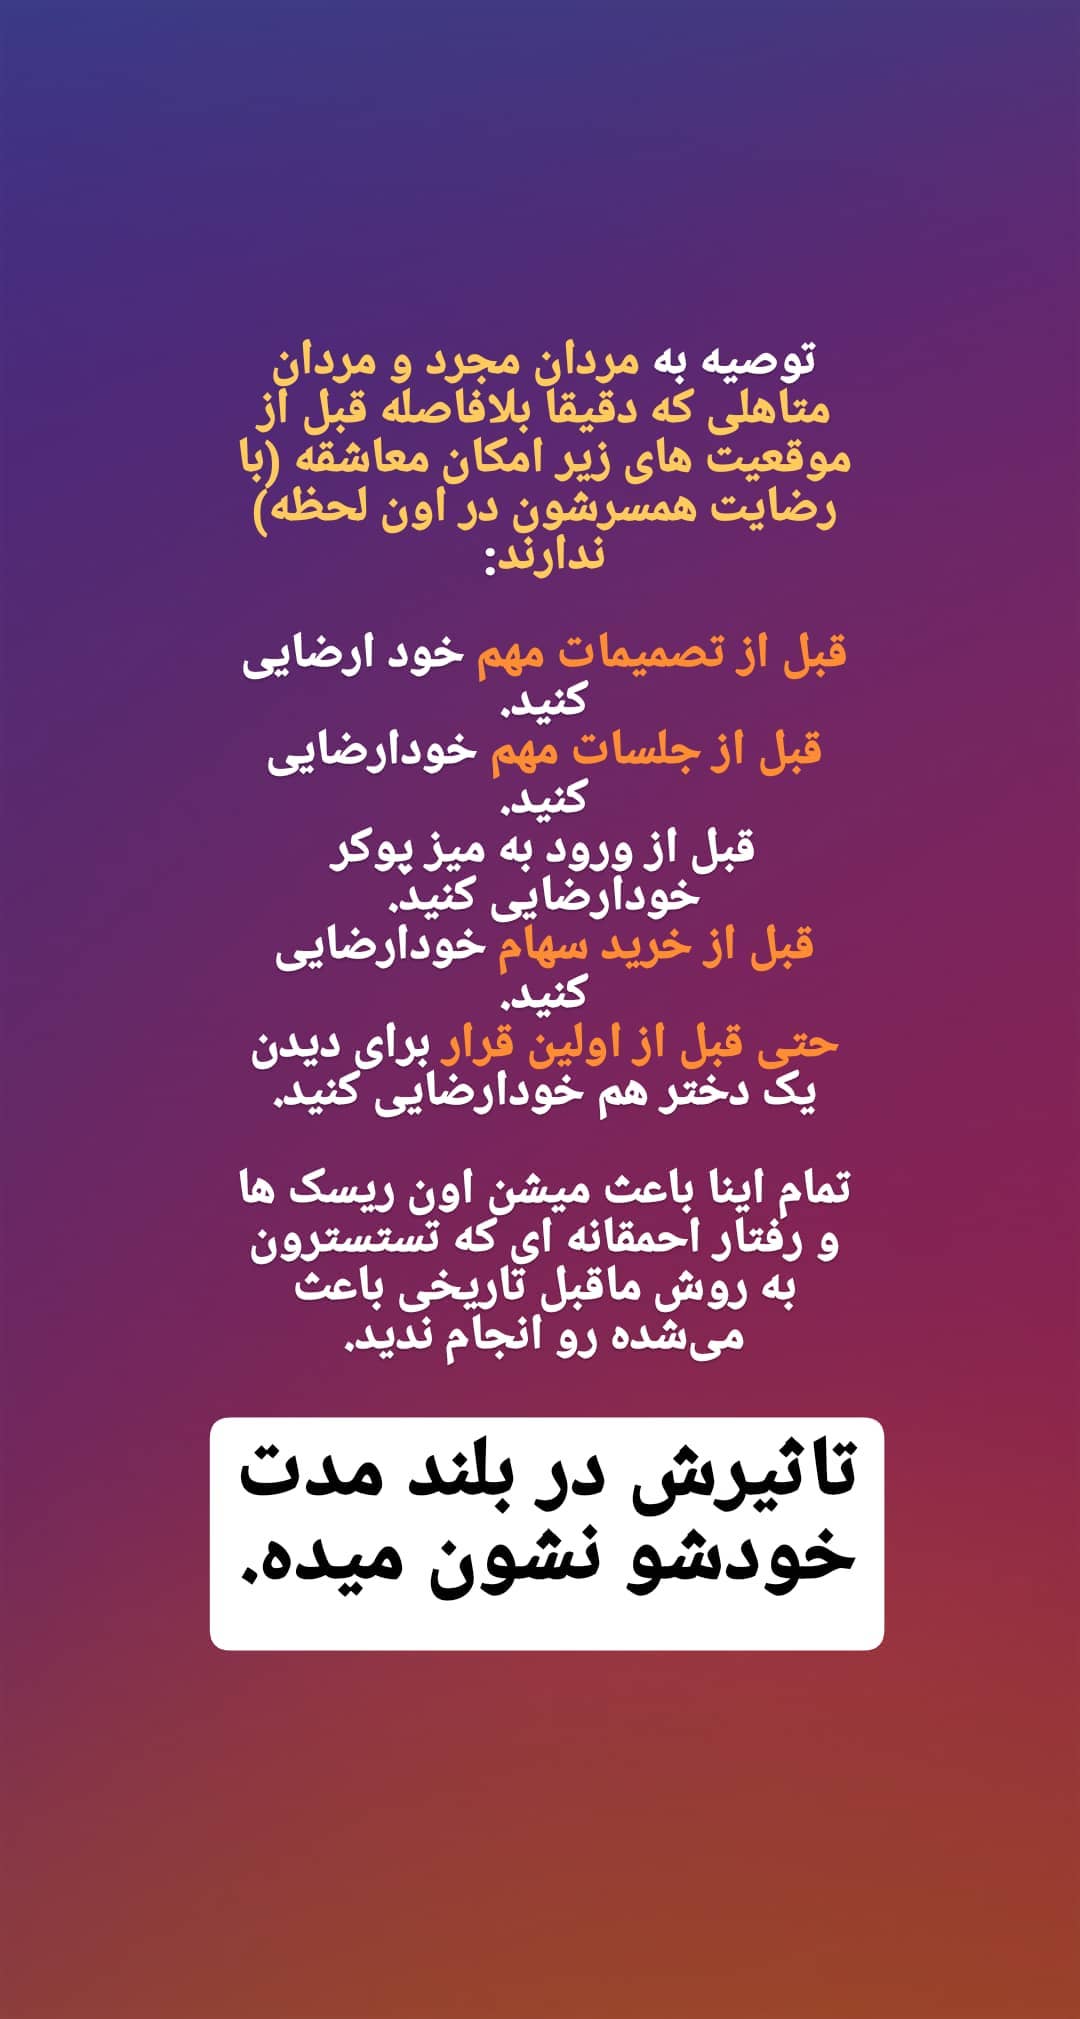 توصیه به مردان مجرد و مردان
متاهلی که دقیقا بلافاصله قبل از
موقعیت های زیر امکان معاشقه (با
رضایت همسرشون در اون لحظه)
ندارند:
قبل از تصمیمات مهم خود ارضایی
کنید.
قبل از جلسات مهم خودارضایی
کنید.
قبل از ورود به میز پوکر
خودارضایی کنید.
قبل از خرید سهام خودارضایی
کنید.
حتی قبل از اولین قرار برای دیدن
یک دختر هم خودارضایی کنید.
تمام اینا باعث میشن اون ریسک ها
و رفتار احمقانه ای که تستسترون
به روش ماقبل تاریخی باعث
می‌شده رو انجام ندید.
تاثیرش در بلند مدت
خودشو نشون میده.